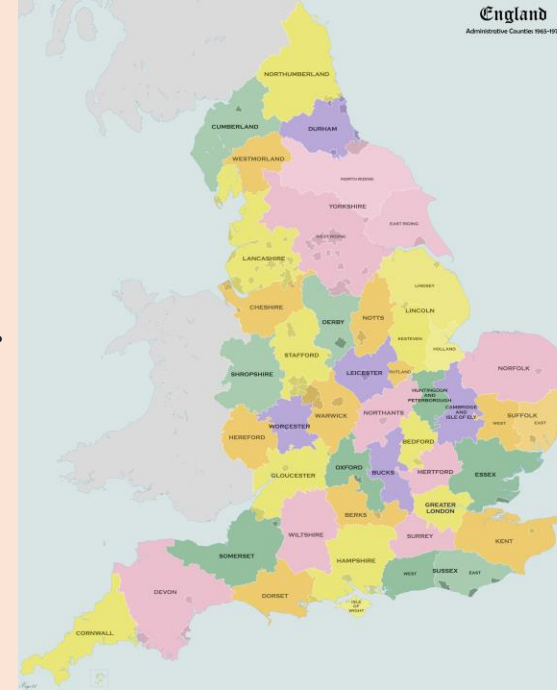 England
Administrative Counties 1965-197
NORTHUMBERLAND
CUMBERLAND
DURHAM
WESTMORLAND
NORTH RIDING
YORKSHIRE
WEST RIDING
EAST RIDING
LANCASHIRE
CHESHIRE
DERBY
NOTTS
LINDSEY
LINCOLN
KESTEVEN
HOLLAND
STAFFORD
SHROPSHIRE
LEICESTER
RUTLAND
NORFOLK
HUNTINGDON
AND
PETERBOROUGH
CAMBRIDGE
AND
ISLE OF ELY
SUFFOLK
WEST
EAST
WARWICK
NORTHANTS
WORCESTER
HEREFORD
BEDFORD
GLOUCESTER
OXFORD
BUCKS
HERTFORD
ESSEX
GREATER
LONDON
BERKS
WILTSHIRE
SURREY
KENT
HAMPSHIRE
SOMERSET
WEST
SUSSEX
EAST
DEVON
DORSET
ISLE
OF
WIGHT
CORNWALL